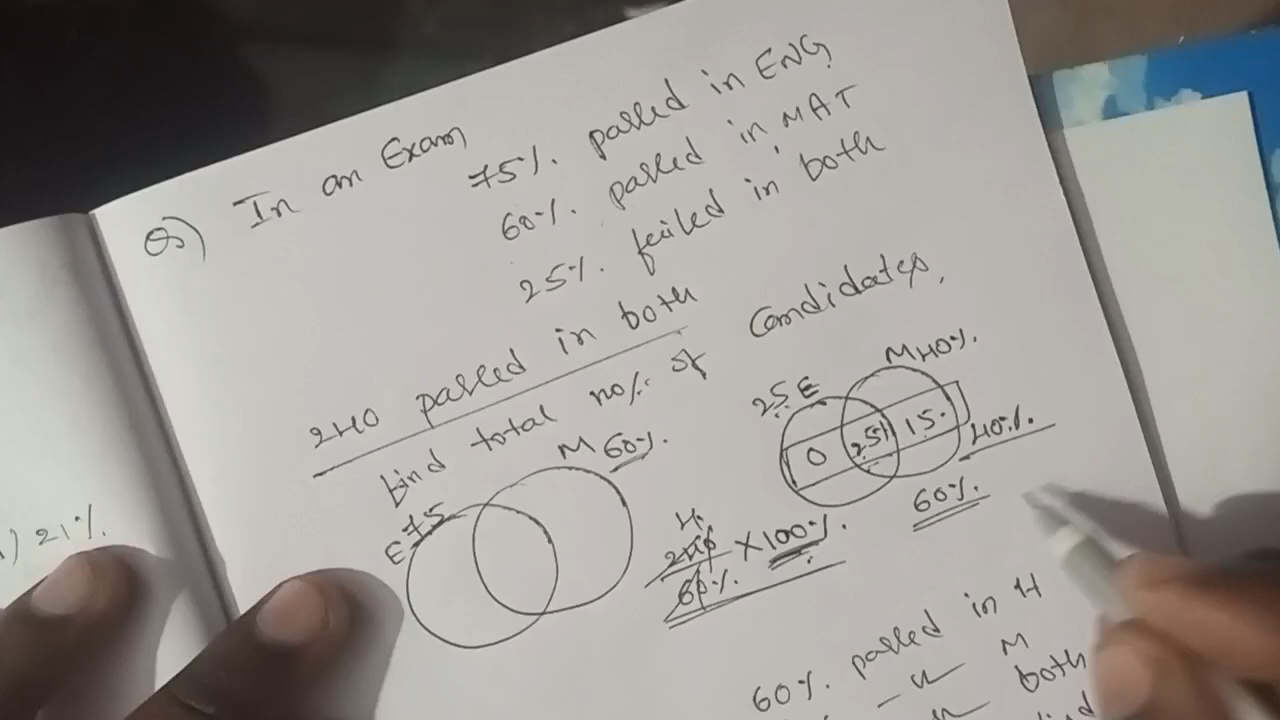 Q) In an Exam
75%. passed in ENG
60%. passed in MAT
25%. failed in both
240 passed in both
find total no/. of Candidates,
M 60%.
E 75
25 E
M 40%.
0 25% 15.
40%.
60%.
4
240/60%. X 100%.
1) 21%.
60%. passed in H
M
both